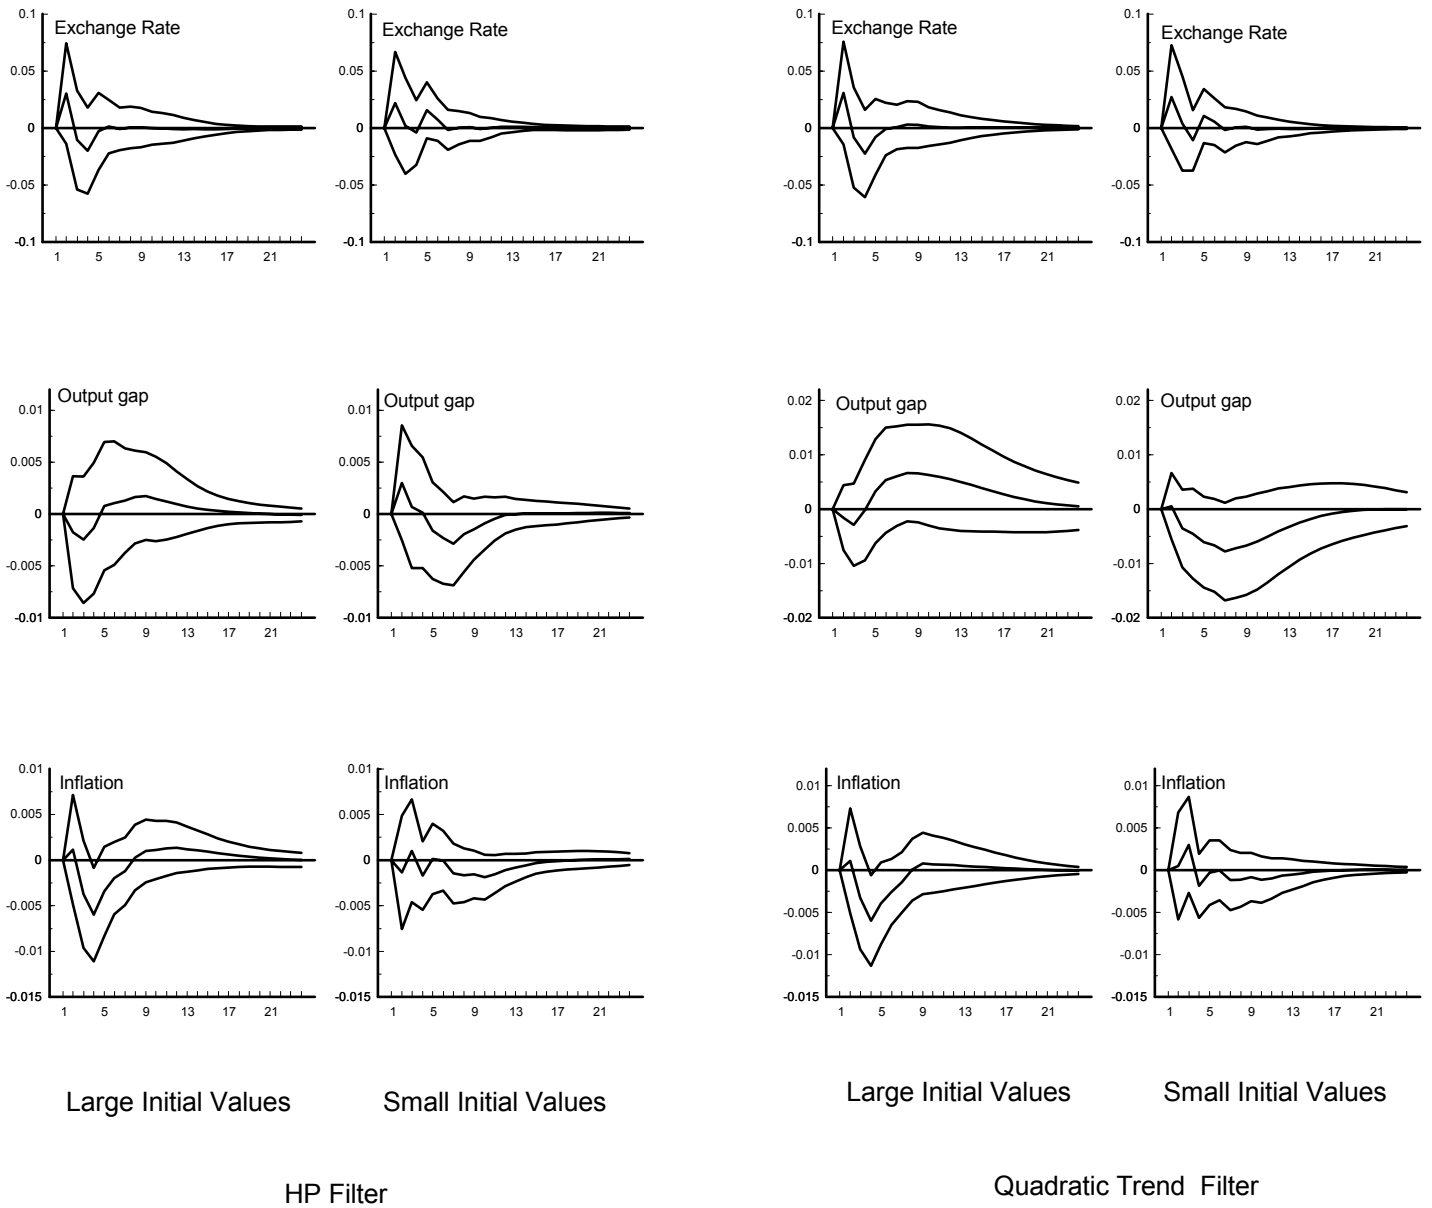 Exchange Rate
0.1
0.05
0
-0.05
-0.1
1 5 9 13 17 21
Exchange Rate
0.1
0.05
0
-0.05
-0.1
1 5 9 13 17 21
Exchange Rate
0.1
0.05
0
-0.05
-0.1
1 5 9 13 17 21
Exchange Rate
0.1
0.05
0
-0.05
-0.1
1 5 9 13 17 21
Output gap
0.01
0.005
0
-0.005
-0.01
1 5 9 13 17 21
Output gap
0.01
0.005
0
-0.005
-0.01
1 5 9 13 17 21
Output gap
0.02
0.01
0
-0.01
-0.02
1 5 9 13 17 21
Output gap
0.02
0.01
0
-0.01
-0.02
1 5 9 13 17 21
Inflation
0.01
0.005
0
-0.005
-0.01
-0.015
1 5 9 13 17 21
Inflation
0.01
0.005
0
-0.005
-0.01
-0.015
1 5 9 13 17 21
Inflation
0.01
0.005
0
-0.005
-0.01
-0.015
1 5 9 13 17 21
Inflation
0.01
0.005
0
-0.005
-0.01
-0.015
1 5 9 13 17 21
Large Initial Values
Small Initial Values
Large Initial Values
Small Initial Values
HP Filter
Quadratic Trend Filter